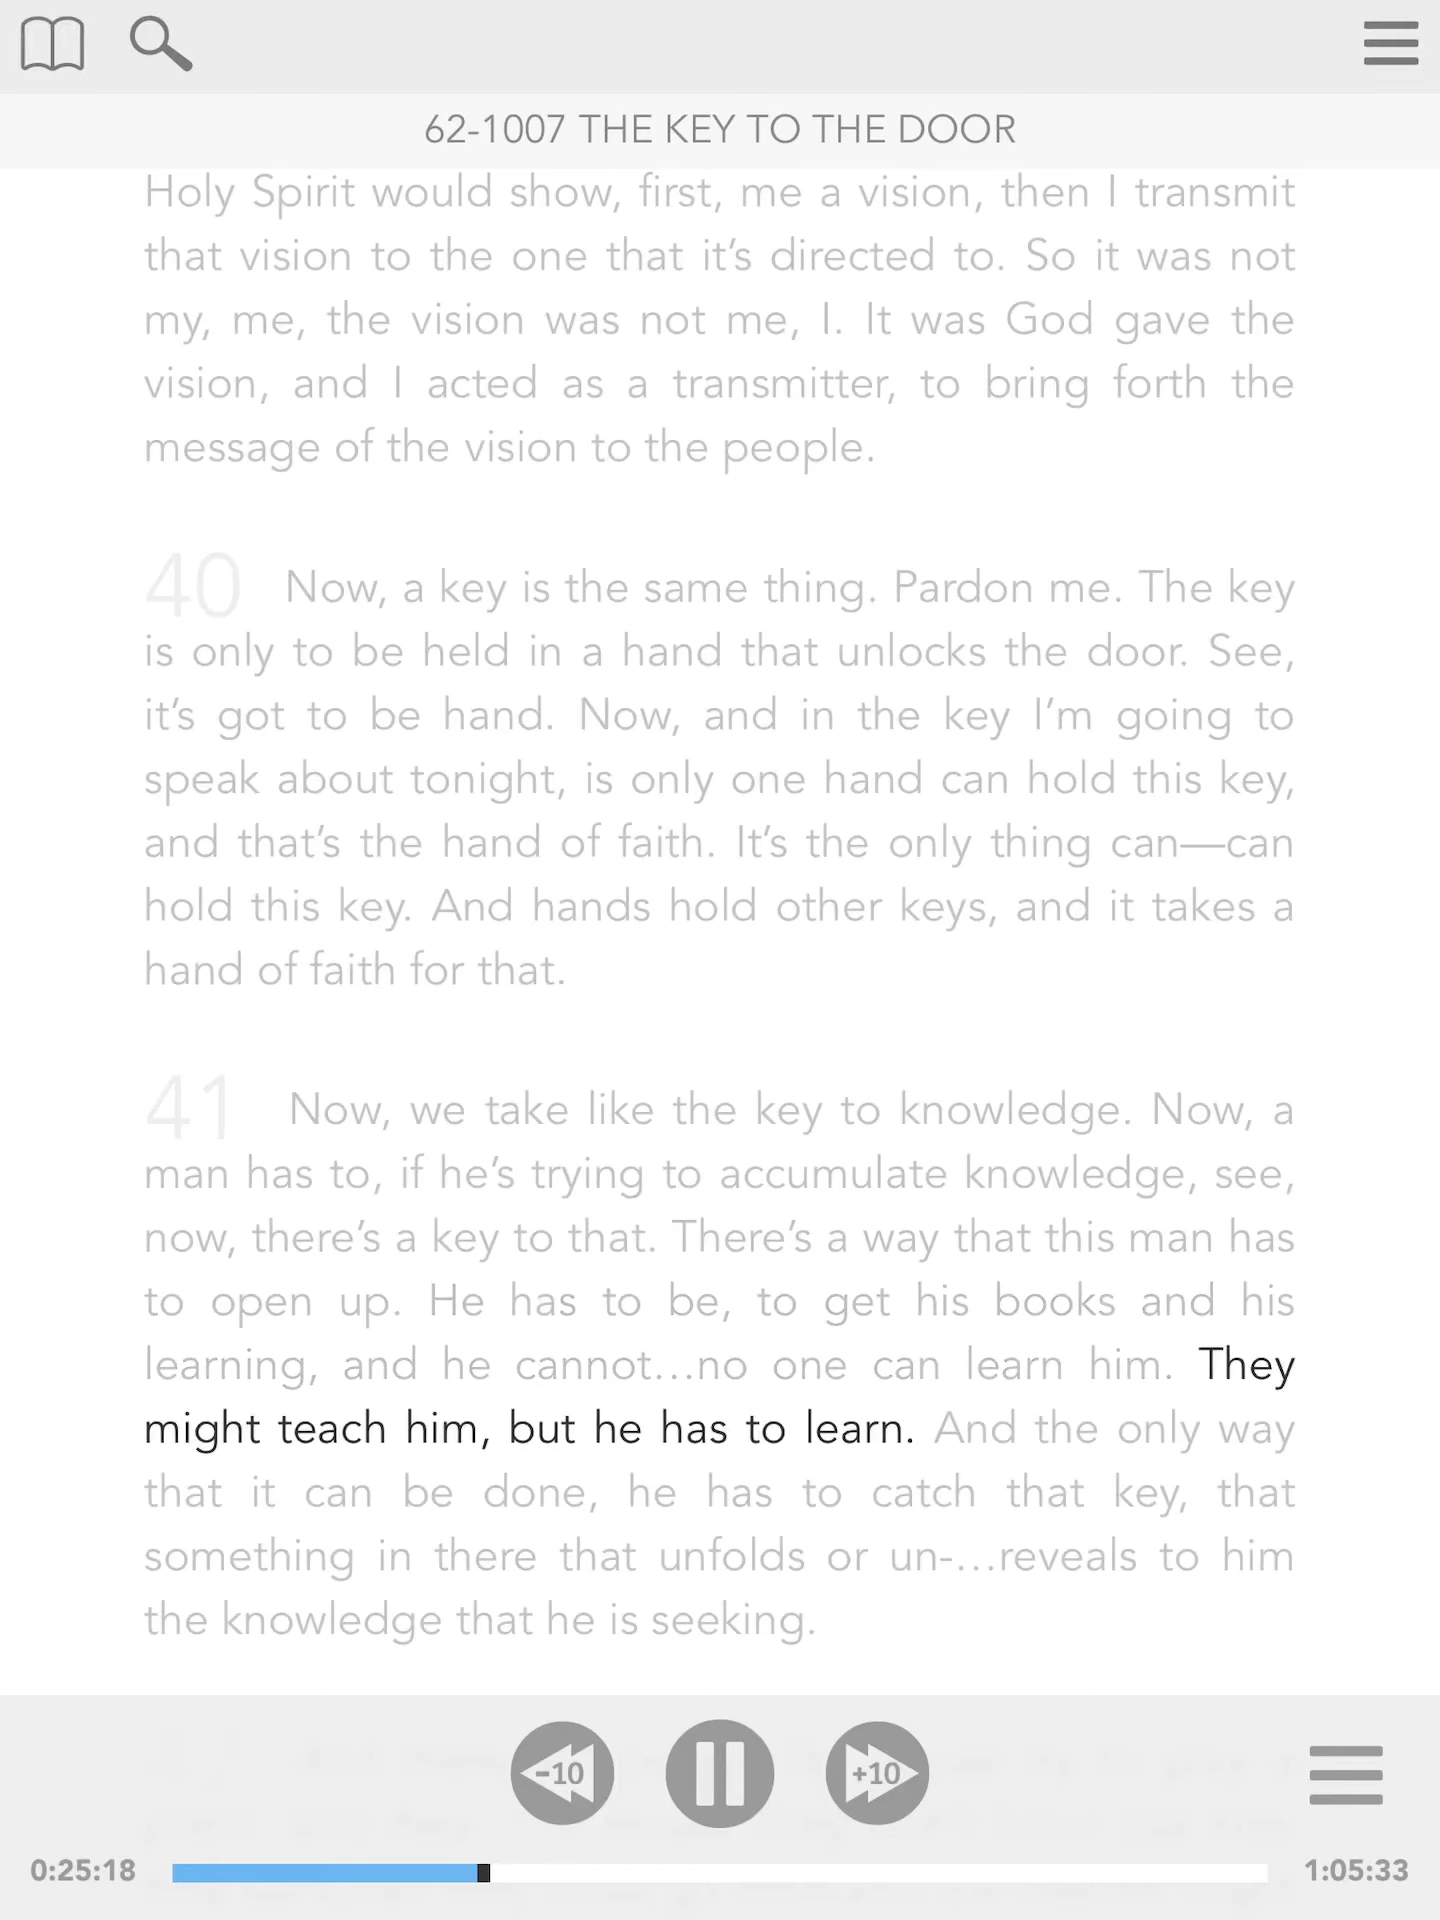 62-1007 THE KEY TO THE DOOR
Holy Spirit would show, first, me a vision, then I transmit
that vision to the one that it’s directed to. So it was not
my, me, the vision was not me, I. It was God gave the
vision, and I acted as a transmitter, to bring forth the
message of the vision to the people.
40 Now, a key is the same thing. Pardon me. The key
is only to be held in a hand that unlocks the door. See,
it’s got to be hand. Now, and in the key I’m going to
speak about tonight, is only one hand can hold this key,
and that’s the hand of faith. It’s the only thing can—can
hold this key. And hands hold other keys, and it takes a
hand of faith for that.
41 Now, we take like the key to knowledge. Now, a
man has to, if he’s trying to accumulate knowledge, see,
now, there’s a key to that. There’s a way that this man has
to open up. He has to be, to get his books and his
learning, and he cannot…no one can learn him. They
might teach him, but he has to learn. And the only way
that it can be done, he has to catch that key, that
something in there that unfolds or un-…reveals to him
the knowledge that he is seeking.
-10 +10
0:25:18 1:05:33